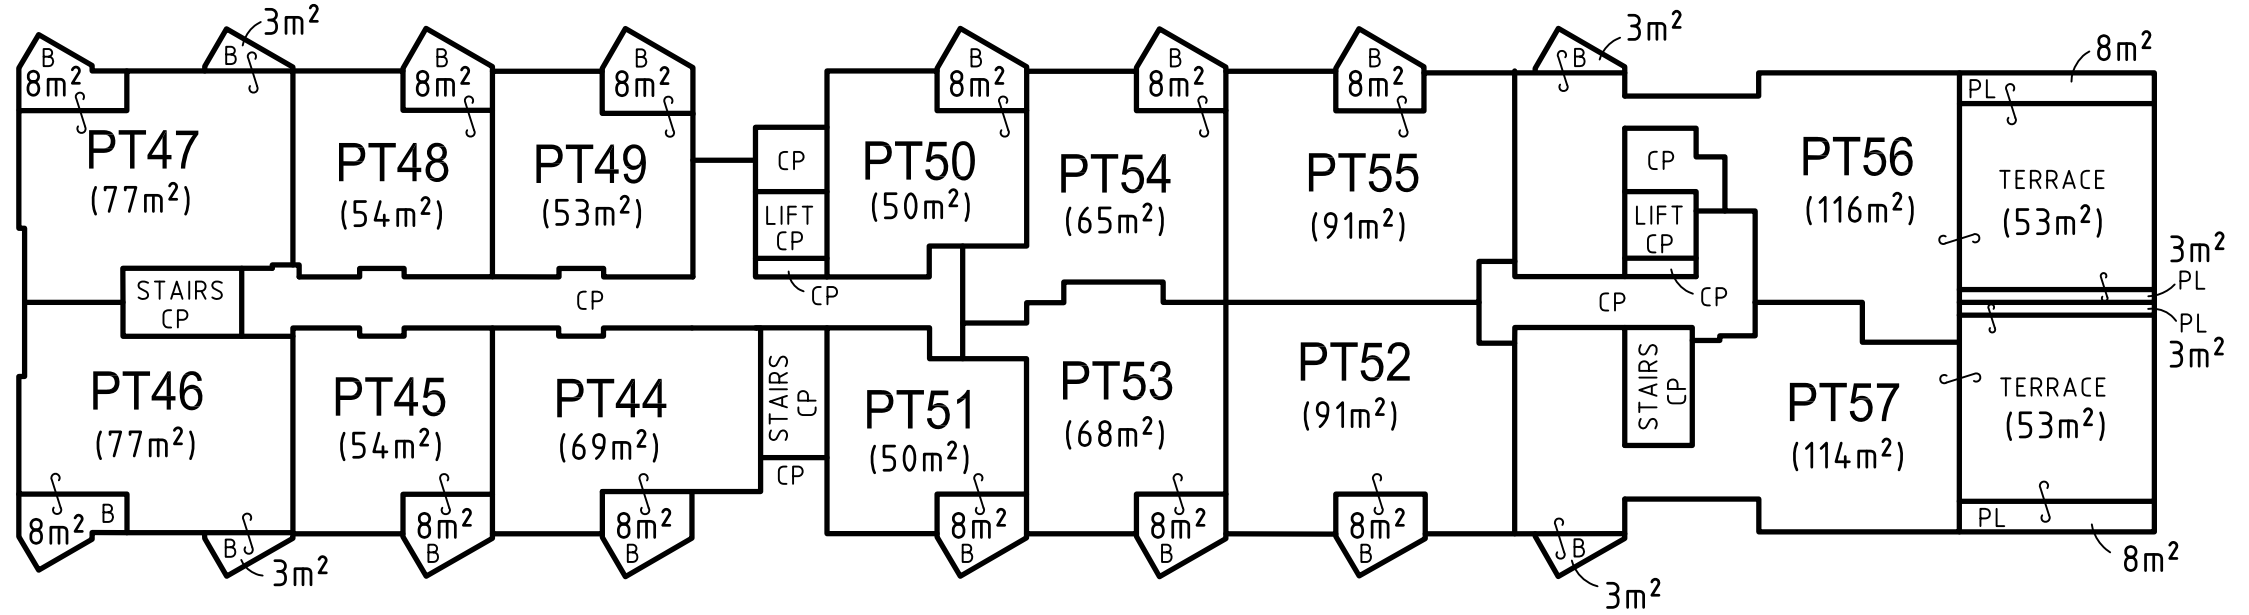 3m²
3m²
8m²
B
8m²
B
B
8m²
B
8m²
B
8m²
B
8m²
B
8m²
B
PL
PT47
(77m²)
PT48
(54m²)
PT49
(53m²)
CP
LIFT
CP
CP
PT50
(50m²)
PT54
(65m²)
PT55
(91m²)
CP
LIFT
CP
CP
PT56
(116m²)
TERRACE
(53m²)
3m²
PL
PL
3m²
STAIRS
CP
CP
CP
PT46
(77m²)
PT45
(54m²)
PT44
(69m²)
STAIRS
CP
CP
PT51
(50m²)
PT53
(68m²)
PT52
(91m²)
STAIRS
CP
PT57
(114m²)
TERRACE
(53m²)
B
8m²
B
8m²
B
8m²
B
8m²
B
8m²
B
8m²
B
B
PL
8m²
3m²
3m²